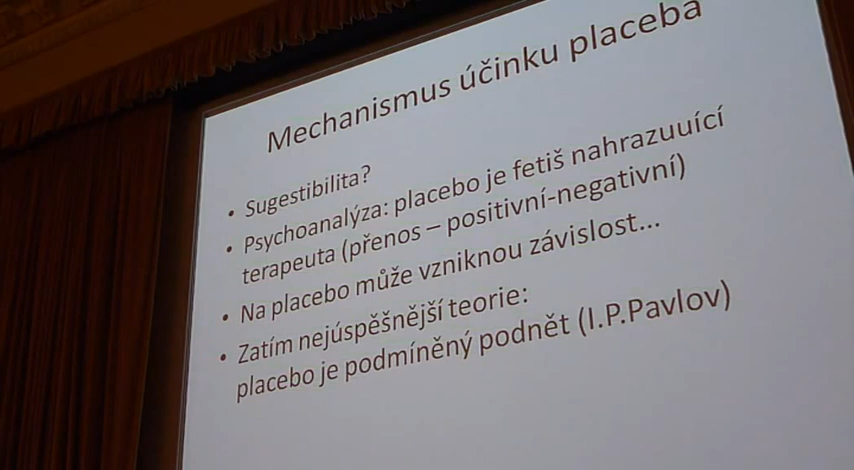 Mechanismus účinku placeba
• Sugestibilita?
• Psychoanalýza: placebo je fetiš nahrazuuící
terapeuta (přenos – positivní-negativní)
• Na placebo může vzniknou závislost...
• Zatím nejúspěšnější teorie:
placebo je podmíněný podnět (I.P.Pavlov)